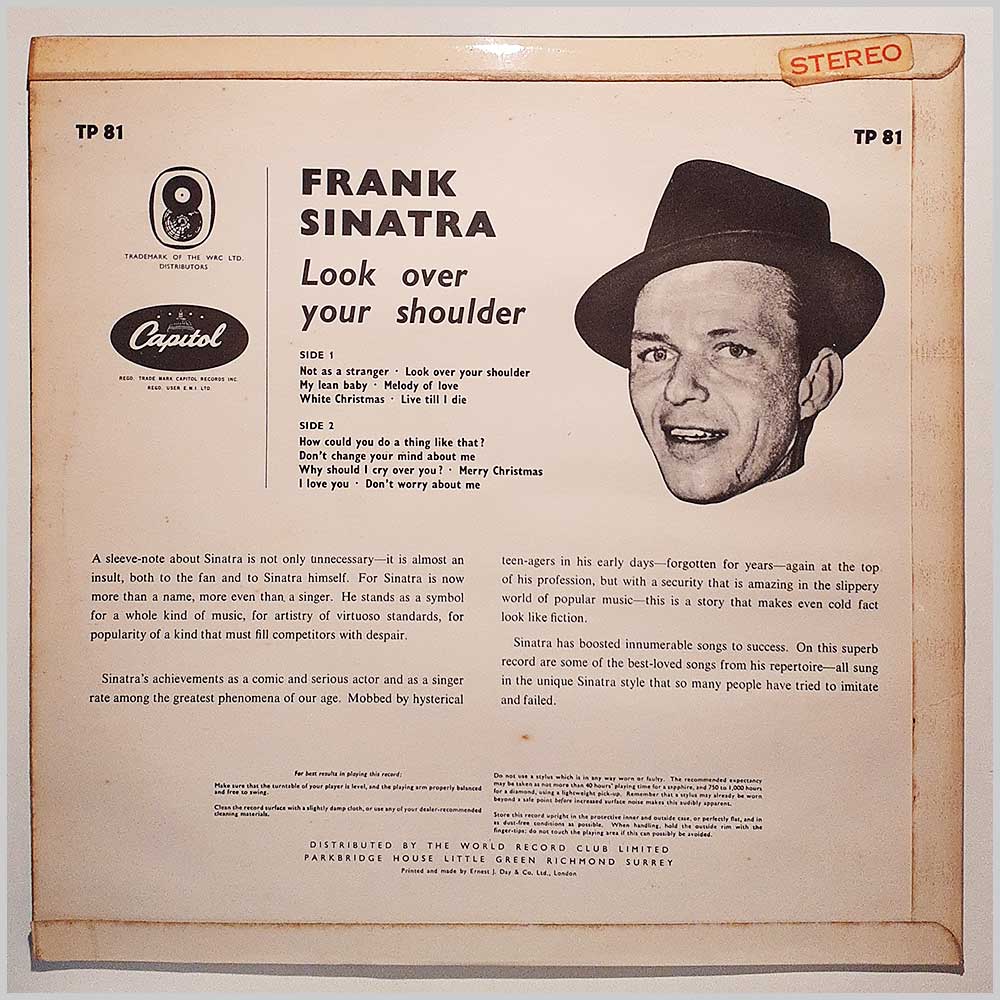 STEREO
TP 81
TP 81
TRADEMARK OF THE WRC LTD.
DISTRIBUTORS
Capitol
REGD. TRADE MARK CAPITOL RECORDS INC.
REGD. USER E.M.I. LTD.
FRANK
SINATRA
Look over
your shoulder
SIDE 1
Not as a stranger · Look over your shoulder
My lean baby · Melody of love
White Christmas · Live till I die
SIDE 2
How could you do a thing like that?
Don't change your mind about me
Why should I cry over you? · Merry Christmas
I love you · Don't worry about me
A sleeve-note about Sinatra is not only unnecessary—it is almost an
insult, both to the fan and to Sinatra himself. For Sinatra is now
more than a name, more even than a singer. He stands as a symbol
for a whole kind of music, for artistry of virtuoso standards, for
popularity of a kind that must fill competitors with despair.
Sinatra's achievements as a comic and serious actor and as a singer
rate among the greatest phenomena of our age. Mobbed by hysterical
teen-agers in his early days—forgotten for years—again at the top
of his profession, but with a security that is amazing in the slippery
world of popular music—this is a story that makes even cold fact
look like fiction.
Sinatra has boosted innumerable songs to success. On this superb
record are some of the best-loved songs from his repertoire—all sung
in the unique Sinatra style that so many people have tried to imitate
and failed.
For best results in playing this record:
Make sure that the turntable of your player is level, and the playing arm properly balanced
and free to swing.
Clean the record surface with a slightly damp cloth, or use any of your dealer-recommended
cleaning materials.
Do not use a stylus which is in any way worn or faulty. The recommended expectancy
may be taken as not more than 40 hours' playing time for a sapphire, and 750 to 1,000 hours
for a diamond, using a lightweight pick-up. Remember that a stylus may already be worn
beyond a safe point before increased surface noise makes this audibly apparent.
Store this record upright in the protective inner and outside case, or perfectly flat, and in
as dust-free conditions as possible. When handling, hold the outside rim with the
finger-tips: do not touch the playing area if this can possibly be avoided.
DISTRIBUTED BY THE WORLD RECORD CLUB LIMITED
PARKBRIDGE HOUSE LITTLE GREEN RICHMOND SURREY
Printed and made by Ernest J. Day & Co. Ltd., London